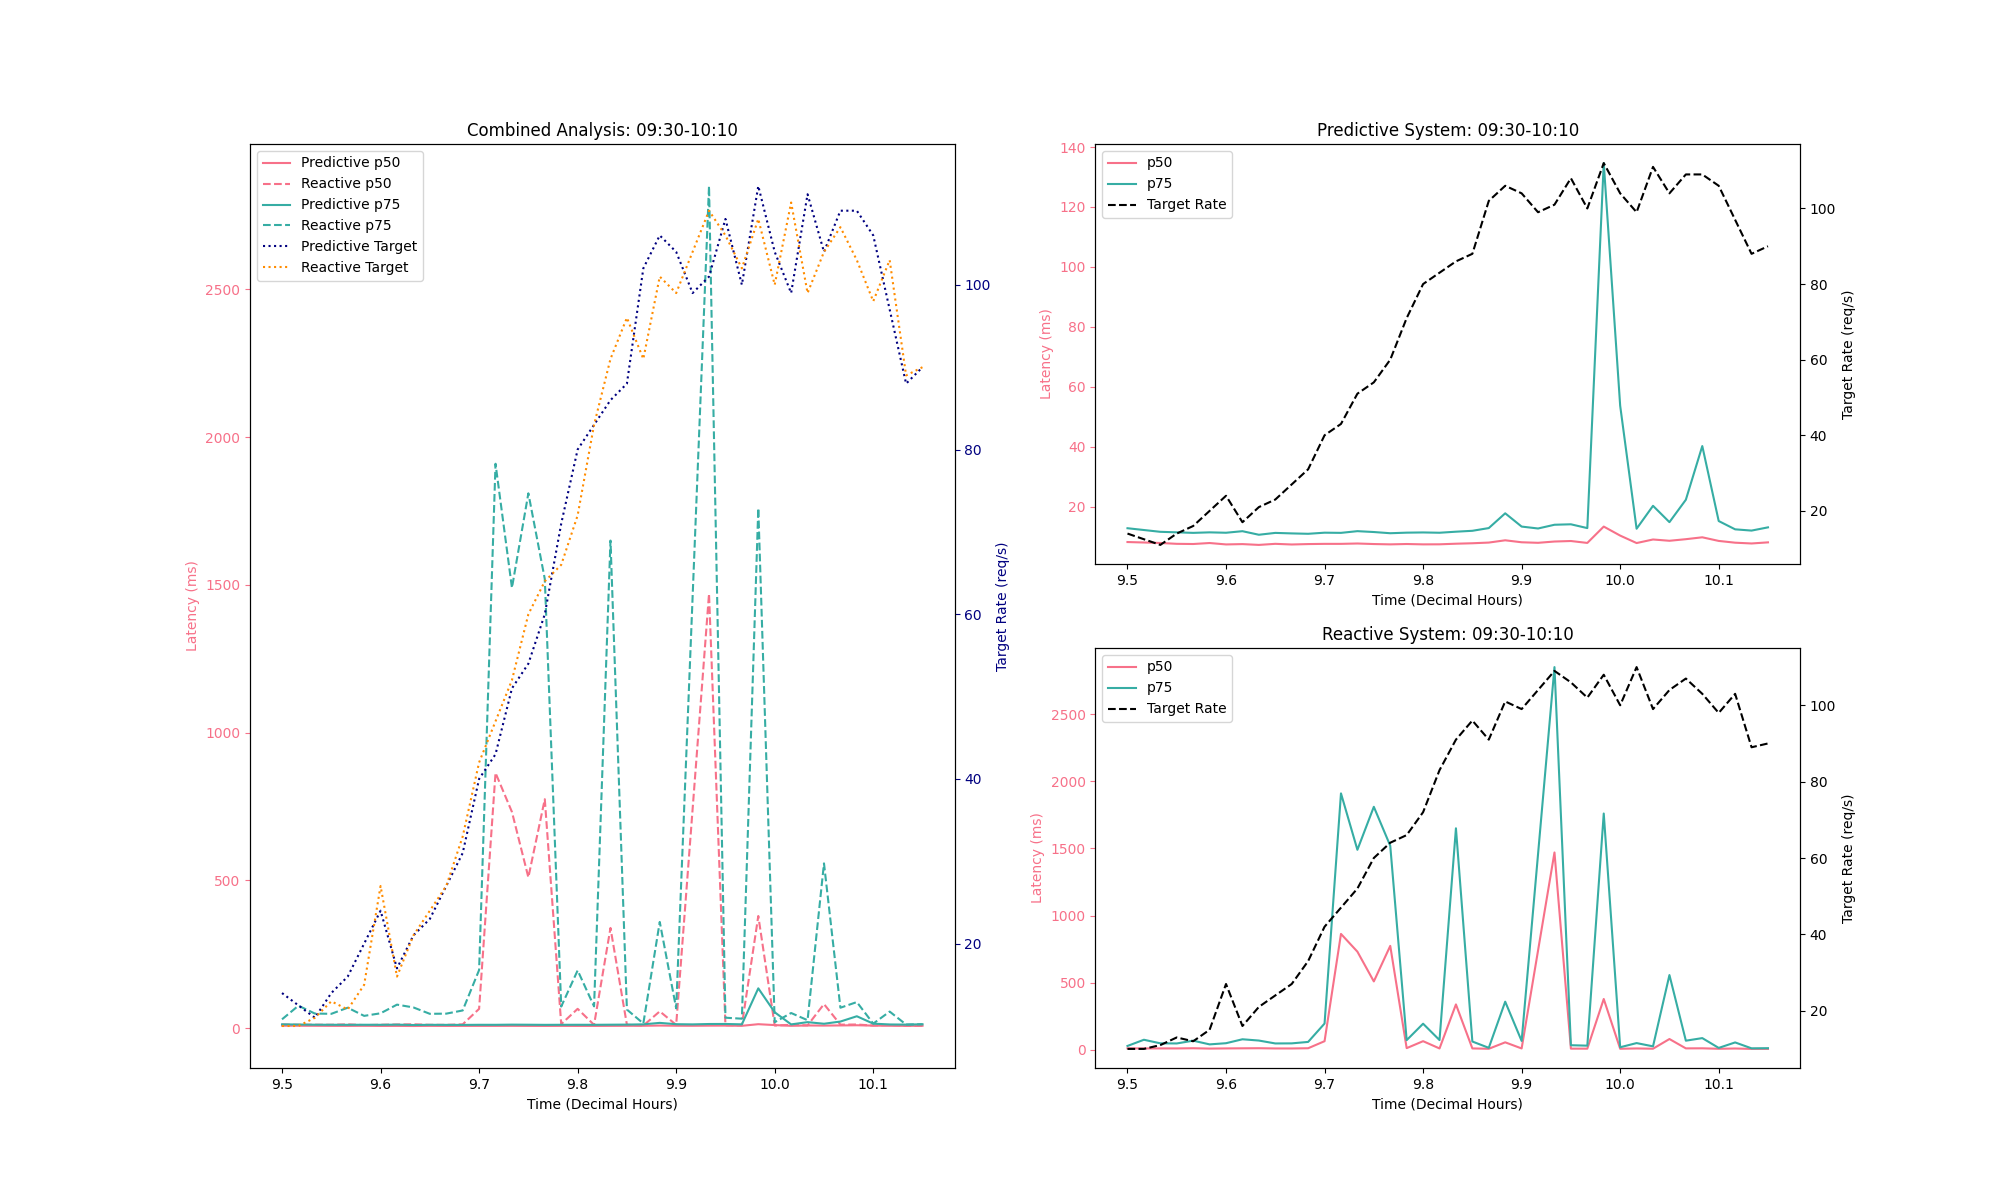 Combined Analysis: 09:30-10:10
Predictive p50
Reactive p50
Predictive p75
Reactive p75
Predictive Target
Reactive Target
2500
2000
1500
1000
500
0
Latency (ms)
100
80
60
40
20
Target Rate (req/s)
9.5 9.6 9.7 9.8 9.9 10.0 10.1
Time (Decimal Hours)
Predictive System: 09:30-10:10
p50
p75
Target Rate
140
120
100
80
60
40
20
Latency (ms)
100
80
60
40
20
Target Rate (req/s)
9.5 9.6 9.7 9.8 9.9 10.0 10.1
Time (Decimal Hours)
Reactive System: 09:30-10:10
p50
p75
Target Rate
2500
2000
1500
1000
500
0
Latency (ms)
100
80
60
40
20
Target Rate (req/s)
9.5 9.6 9.7 9.8 9.9 10.0 10.1
Time (Decimal Hours)